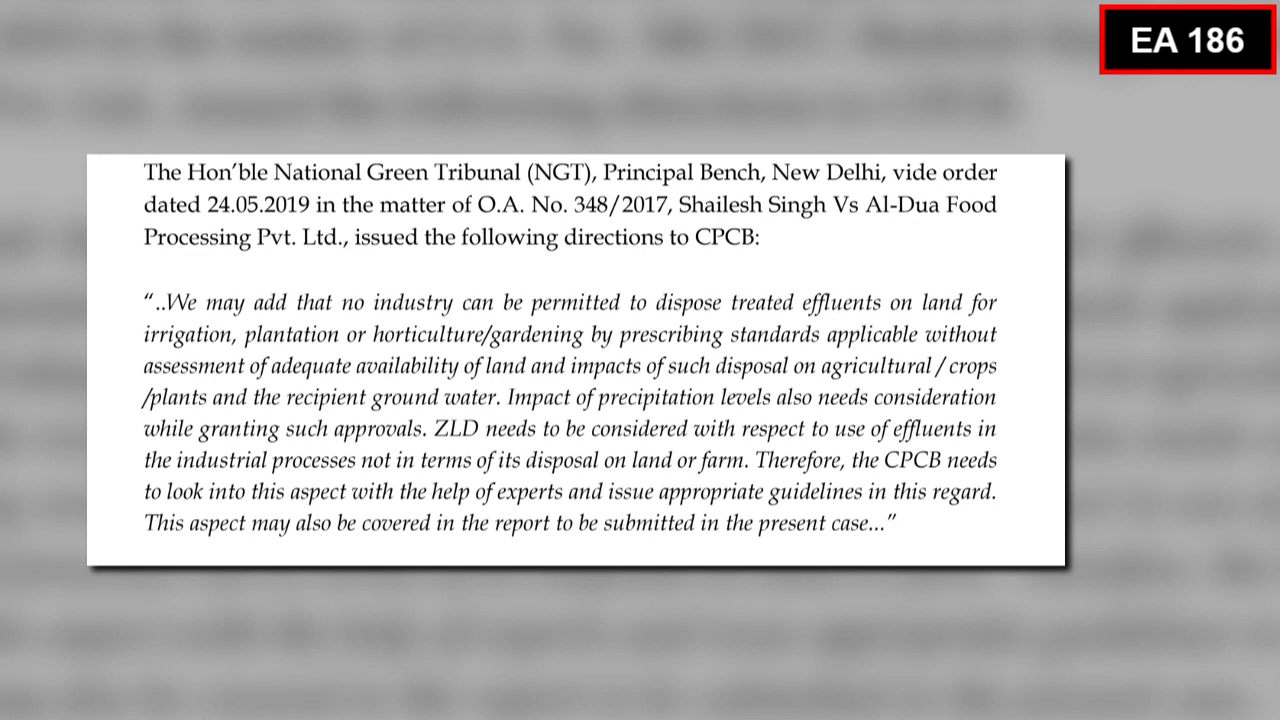 EA 186
The Hon’ble National Green Tribunal (NGT), Principal Bench, New Delhi, vide order
dated 24.05.2019 in the matter of O.A. No. 348/2017, Shailesh Singh Vs Al-Dua Food
Processing Pvt. Ltd., issued the following directions to CPCB:
“..We may add that no industry can be permitted to dispose treated effluents on land for
irrigation, plantation or horticulture/gardening by prescribing standards applicable without
assessment of adequate availability of land and impacts of such disposal on agricultural / crops
/plants and the recipient ground water. Impact of precipitation levels also needs consideration
while granting such approvals. ZLD needs to be considered with respect to use of effluents in
the industrial processes not in terms of its disposal on land or farm. Therefore, the CPCB needs
to look into this aspect with the help of experts and issue appropriate guidelines in this regard.
This aspect may also be covered in the report to be submitted in the present case...”